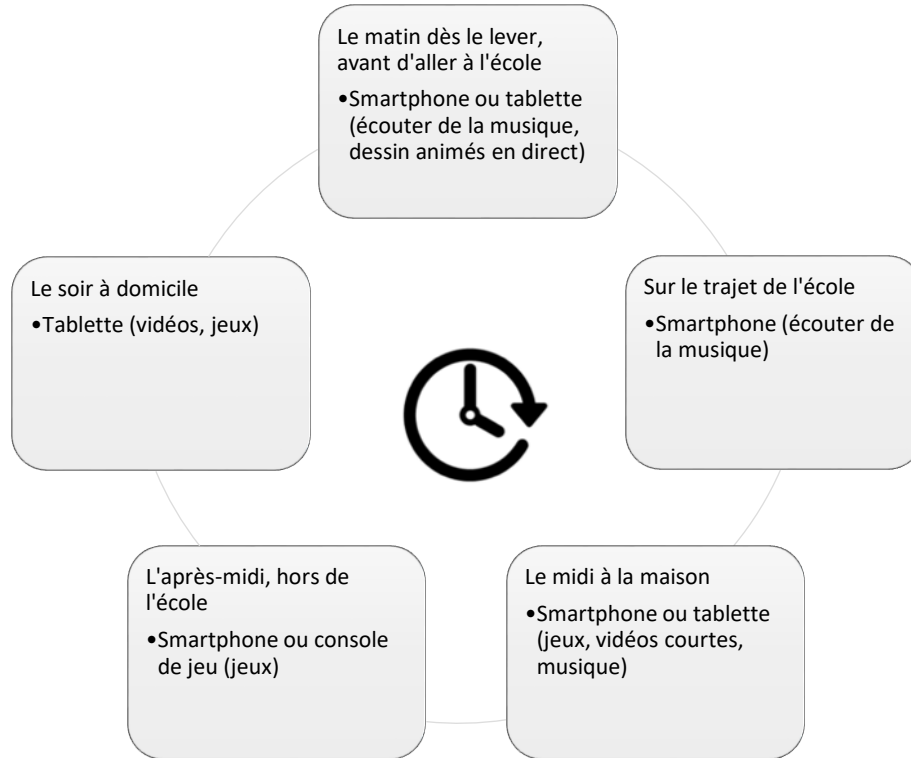 Le matin dès le lever,
avant d'aller à l'école
•Smartphone ou tablette
(écouter de la musique,
dessin animés en direct)
Sur le trajet de l'école
•Smartphone (écouter de
la musique)
Le midi à la maison
•Smartphone ou tablette
(jeux, vidéos courtes,
musique)
L'après-midi, hors de
l'école
•Smartphone ou console
de jeu (jeux)
Le soir à domicile
•Tablette (vidéos, jeux)